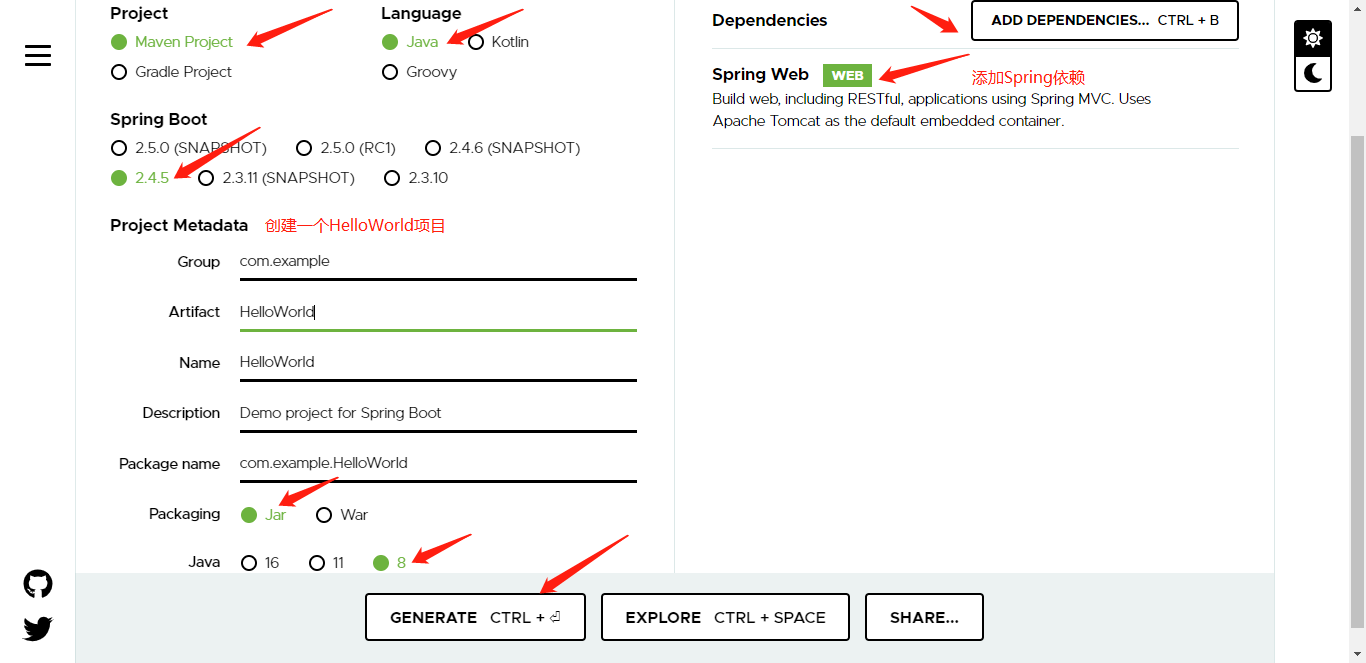 Project
Maven Project
Gradle Project
Language
Java
Kotlin
Groovy
Spring Boot
2.5.0 (SNAPSHOT)
2.5.0 (RC1)
2.4.6 (SNAPSHOT)
2.4.5
2.3.11 (SNAPSHOT)
2.3.10
Project Metadata
创建一个HelloWorld项目
Group
com.example
Artifact
HelloWorld
Name
HelloWorld
Description
Demo project for Spring Boot
Package name
com.example.HelloWorld
Packaging
Jar
War
Java
16
11
8
Dependencies
ADD DEPENDENCIES... CTRL + B
Spring Web WEB
添加Spring依赖
Build web, including RESTful, applications using Spring MVC. Uses
Apache Tomcat as the default embedded container.
GENERATE CTRL + ⏎
EXPLORE CTRL + SPACE
SHARE...